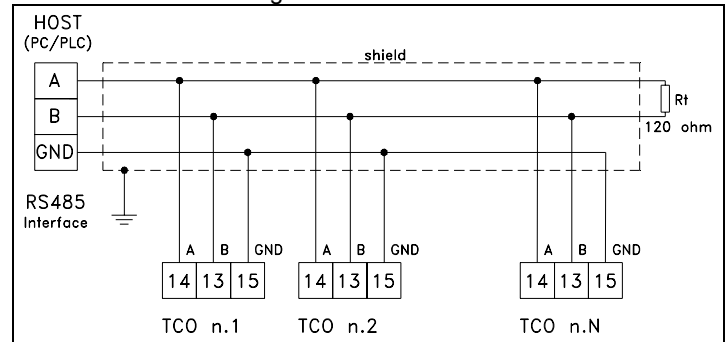 HOST
(PC/PLC)
shield
A
B
GND
Rt
120 ohm
RS485
Interface
A B GND A B GND A B GND
14 13 15 14 13 15 14 13 15
TCO n.1 TCO n.2 TCO n.N